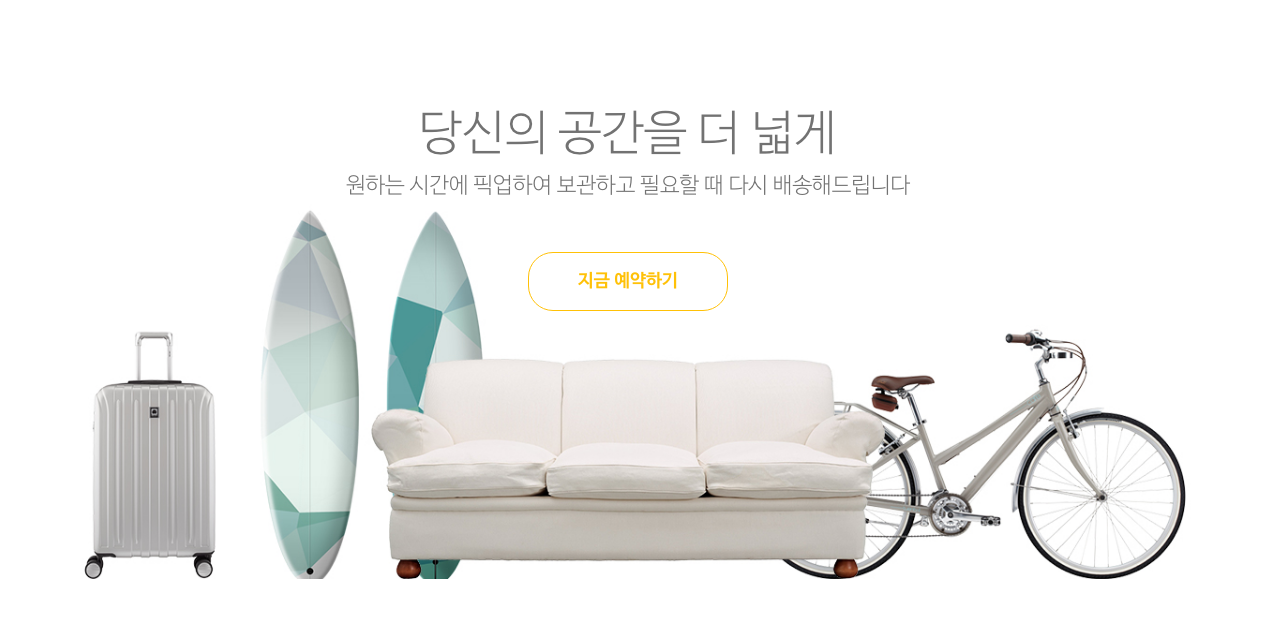 당신의 공간을 더 넓게
원하는 시간에 픽업하여 보관하고 필요할 때 다시 배송해드립니다
지금 예약하기